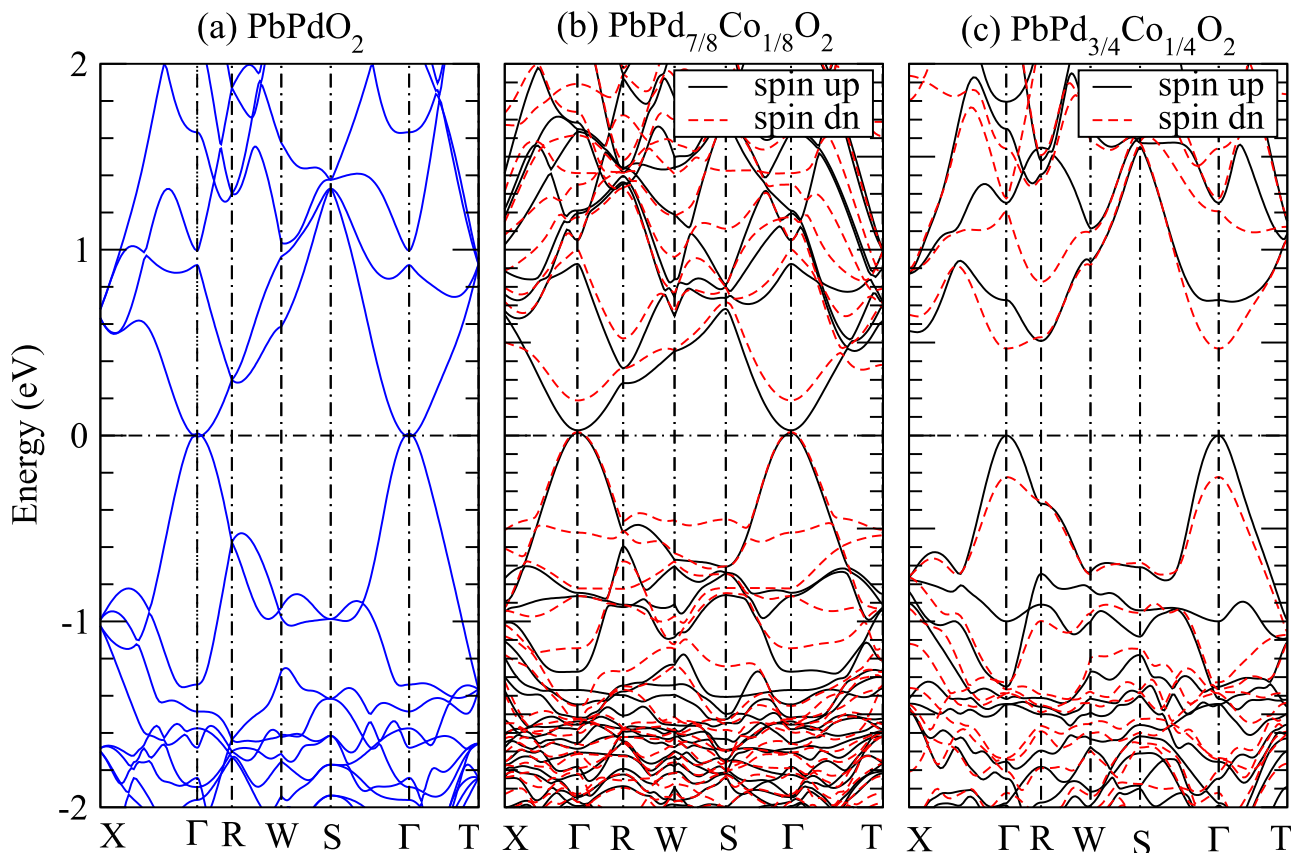 (a) PbPdO₂
(b) PbPd₇/₈Co₁/₈O₂
(c) PbPd₃/₄Co₁/₄O₂
spin up
spin dn
spin up
spin dn
Energy (eV)
2
1
0
-1
-2
X Γ R W S Γ T
X Γ R W S Γ T
X Γ R W S Γ T